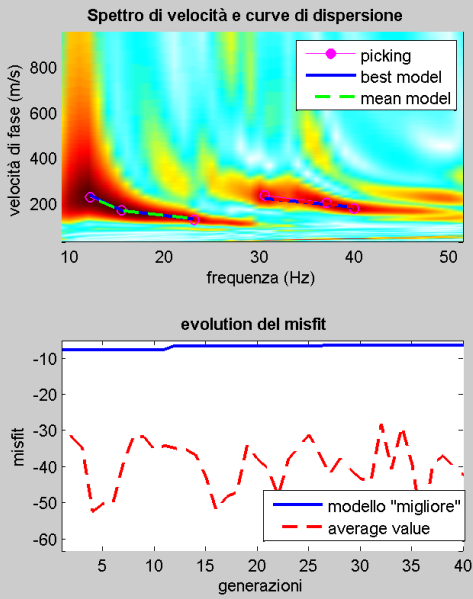 Spettro di velocità e curve di dispersione
velocità di fase (m/s)
800
600
400
200
picking
best model
mean model
10 20 30 40 50
frequenza (Hz)
evolution del misfit
misfit
-10
-20
-30
-40
-50
-60
modello "migliore"
average value
5 10 15 20 25 30 35 40
generazioni